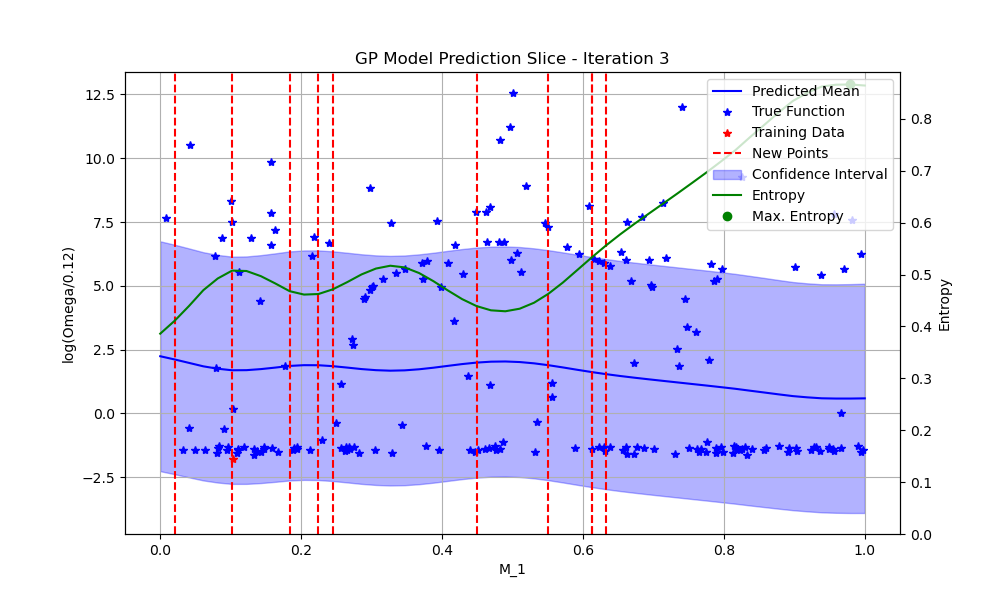 GP Model Prediction Slice - Iteration 3
12.5
10.0
7.5
5.0
2.5
0.0
−2.5
log(Omega/0.12)
0.0
0.2
0.4
0.6
0.8
1.0
M_1
0.8
0.7
0.6
0.5
0.4
0.3
0.2
0.1
0.0
Entropy
Predicted Mean
True Function
Training Data
New Points
Confidence Interval
Entropy
Max. Entropy